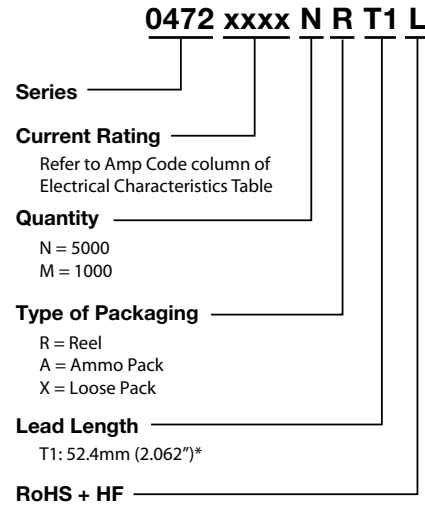 0472 xxxx N R T1 L
Series
Current Rating
Refer to Amp Code column of
Electrical Characteristics Table
Quantity
N = 5000
M = 1000
Type of Packaging
R = Reel
A = Ammo Pack
X = Loose Pack
Lead Length
T1: 52.4mm (2.062″)*
RoHS + HF